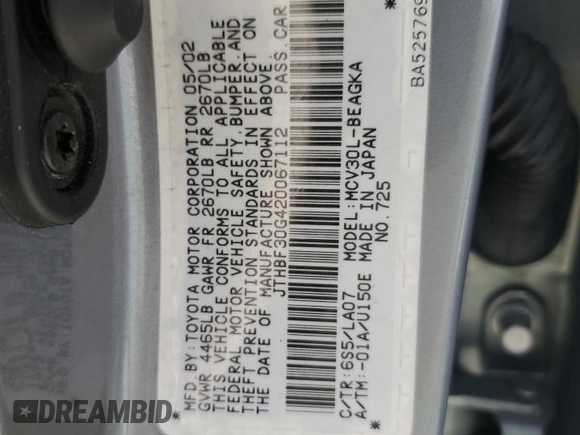 MFD.BY:TOYOTA MOTOR CORPORATION 05/02
GVWR 4465LB GAWR FR 2670LB RR 2670LB
THIS VEHICLE CONFORMS TO ALL APPLICABLE
FEDERAL MOTOR VEHICLE SAFETY, BUMPER, AND
THEFT PREVENTION STANDARDS IN EFFECT ON
THE DATE OF MANUFACTURE SHOWN ABOVE.
JTHBF30G420067112 PASS.CAR
C/TR:6S5/LA07 MODEL:MCV30L-BEAGKA
A/TM:-01A/U150E MADE IN JAPAN
NO.725
BA525769
DREAMBID